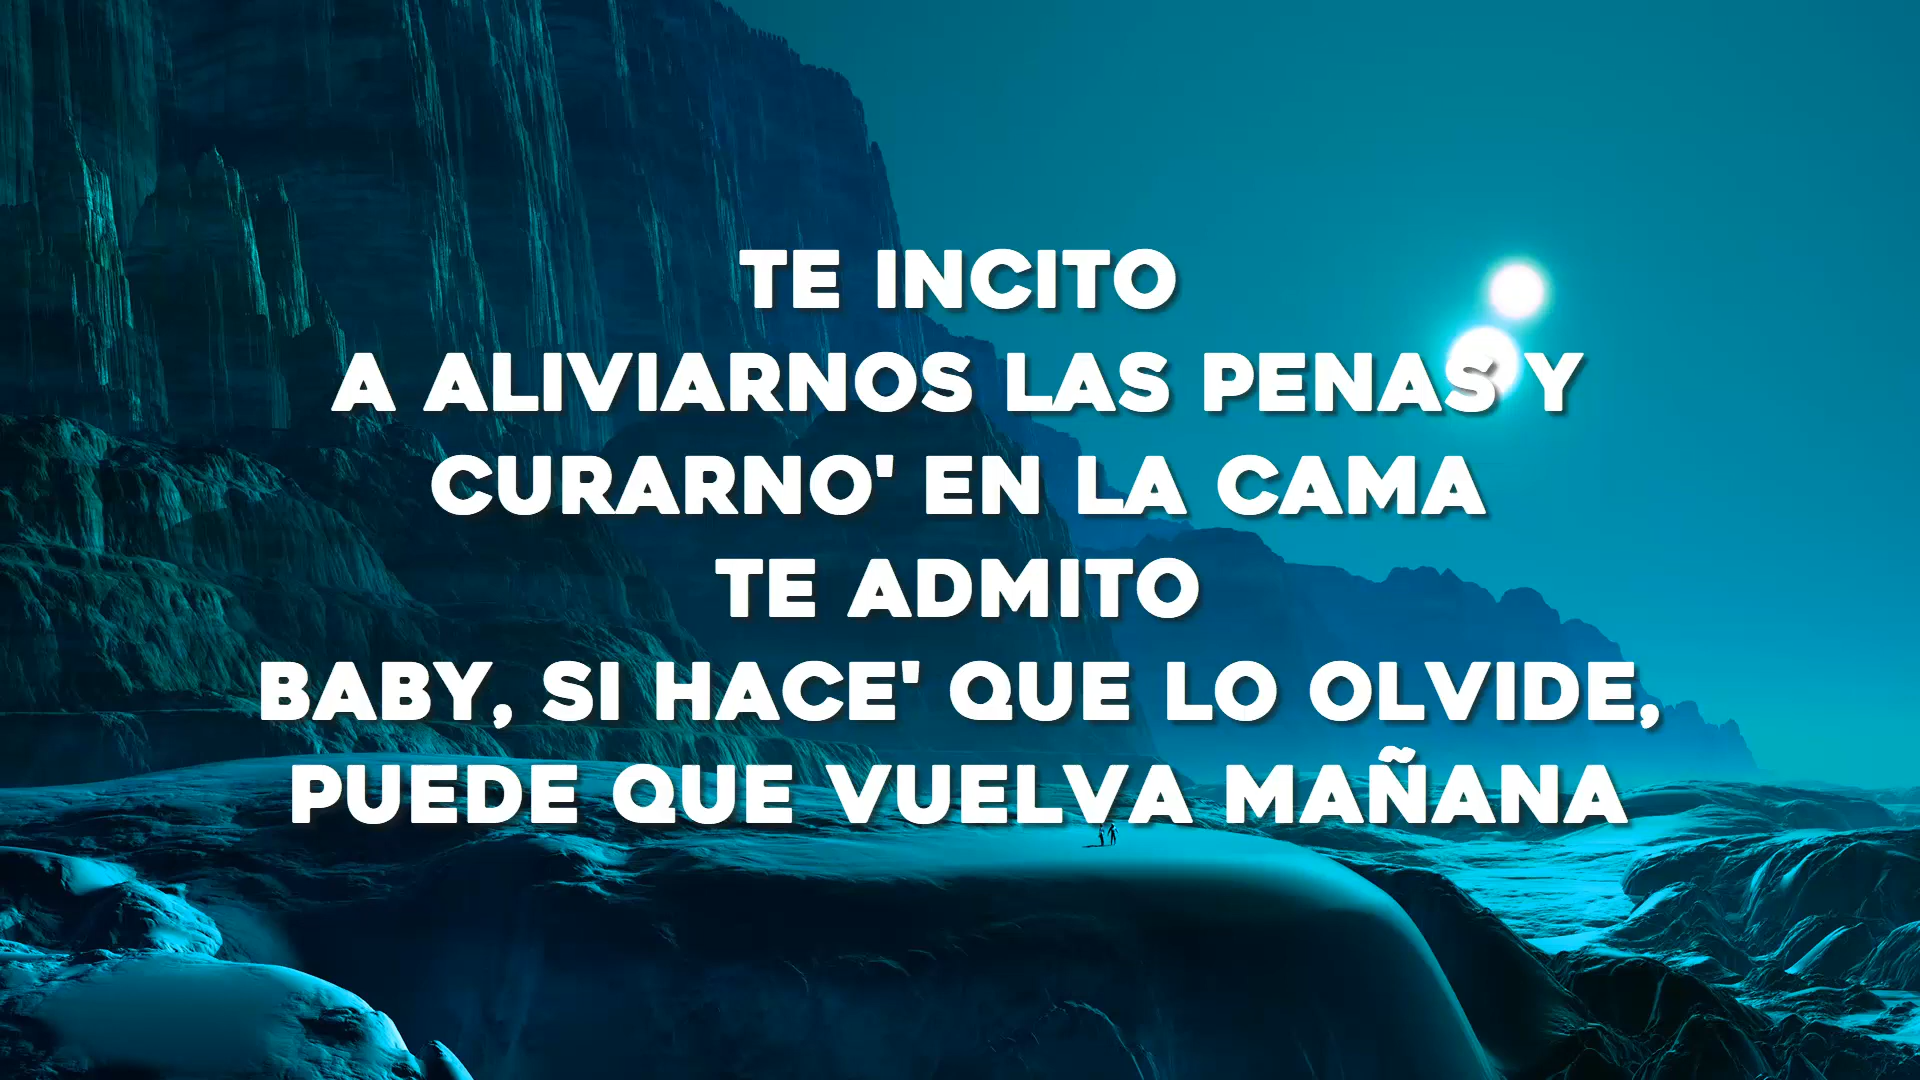 TE INCITO
A ALIVIARNOS LAS PENAS Y
CURARNO' EN LA CAMA
TE ADMITO
BABY, SI HACE' QUE LO OLVIDE,
PUEDE QUE VUELVA MAÑANA